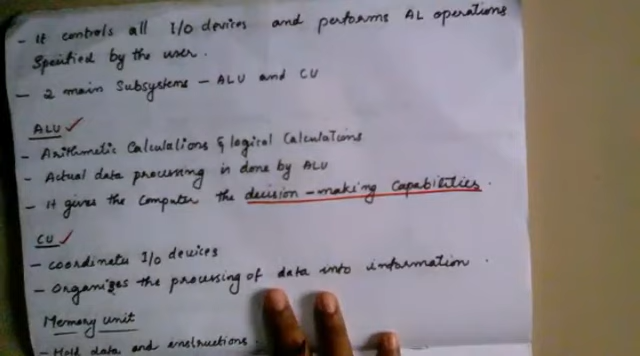 - It controls all I/O devices and performs AL operations
specified by the user.
- 2 main subsystems - ALU and CU
ALU ✓
- Arithmetic Calculations & logical Calculations
- Actual data processing is done by ALU
- It gives the computer the decision-making capabilities.
CU ✓
- coordinates I/O devices
- Organizes the processing of data into information.
Memory unit
- Hold data and instructions.